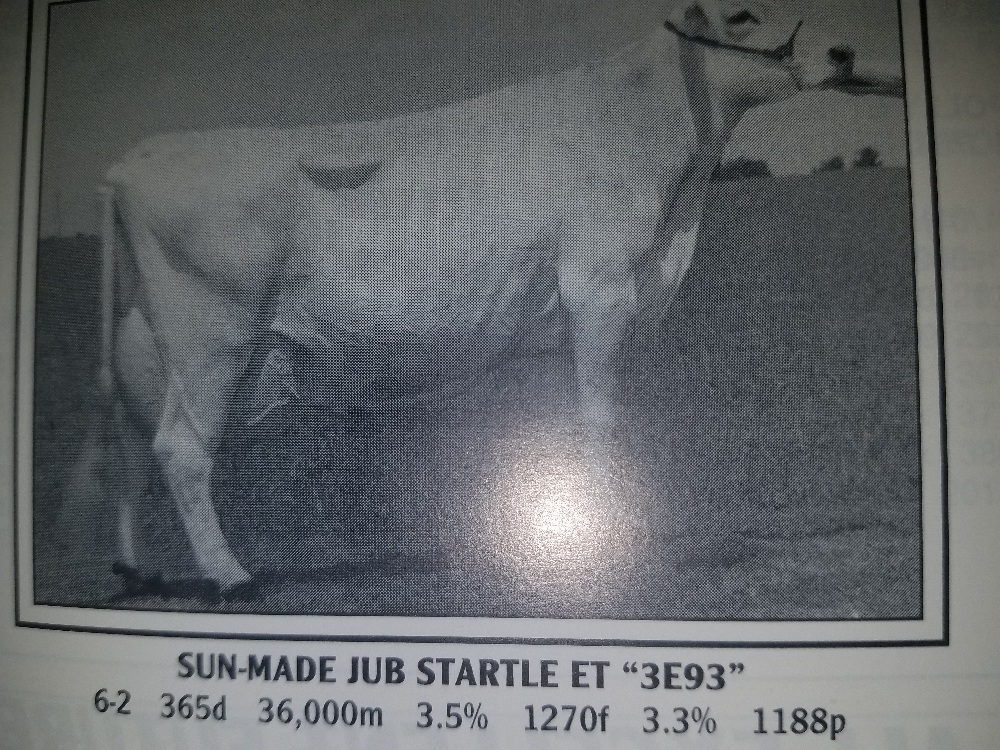 SUN-MADE JUB STARTLE ET “3E93”
6-2 365d 36,000m 3.5% 1270f 3.3% 1188p